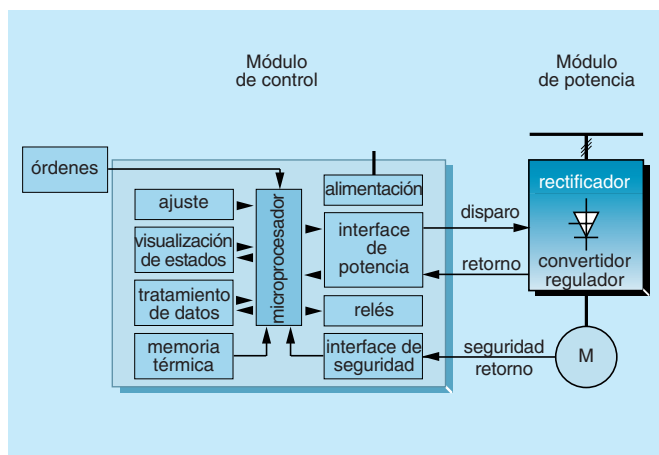 Módulo
de control
Módulo
de potencia
órdenes
alimentación
ajuste
visualización
de estados
tratamiento
de datos
memoria
térmica
microprocesador
interface
de
potencia
relés
interface de
seguridad
disparo
retorno
seguridad
retorno
rectificador
convertidor
regulador
M